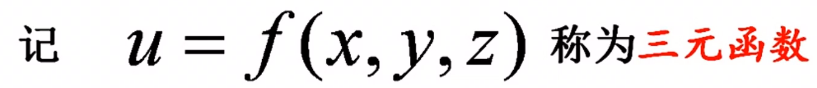 记 u = f(x, y, z) 称为三元函数